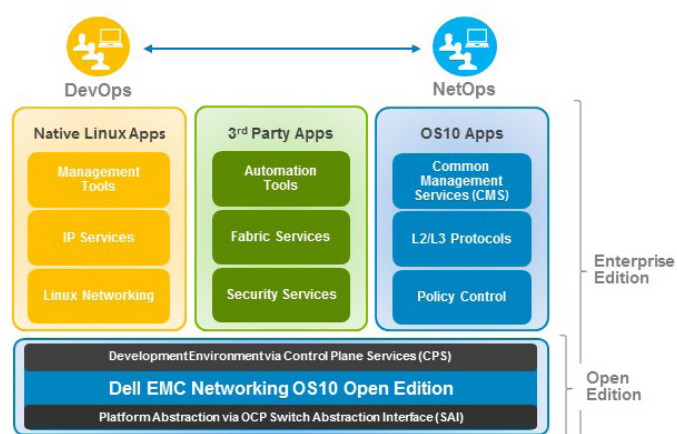 DevOps
NetOps
Native Linux Apps
Management
Tools
IP Services
Linux Networking
3rd Party Apps
Automation
Tools
Fabric Services
Security Services
OS10 Apps
Common
Management
Services (CMS)
L2/L3 Protocols
Policy Control
Enterprise
Edition
Development Environment via Control Plane Services (CPS)
Dell EMC Networking OS10 Open Edition
Platform Abstraction via OCP Switch Abstraction Interface (SAI)
Open
Edition